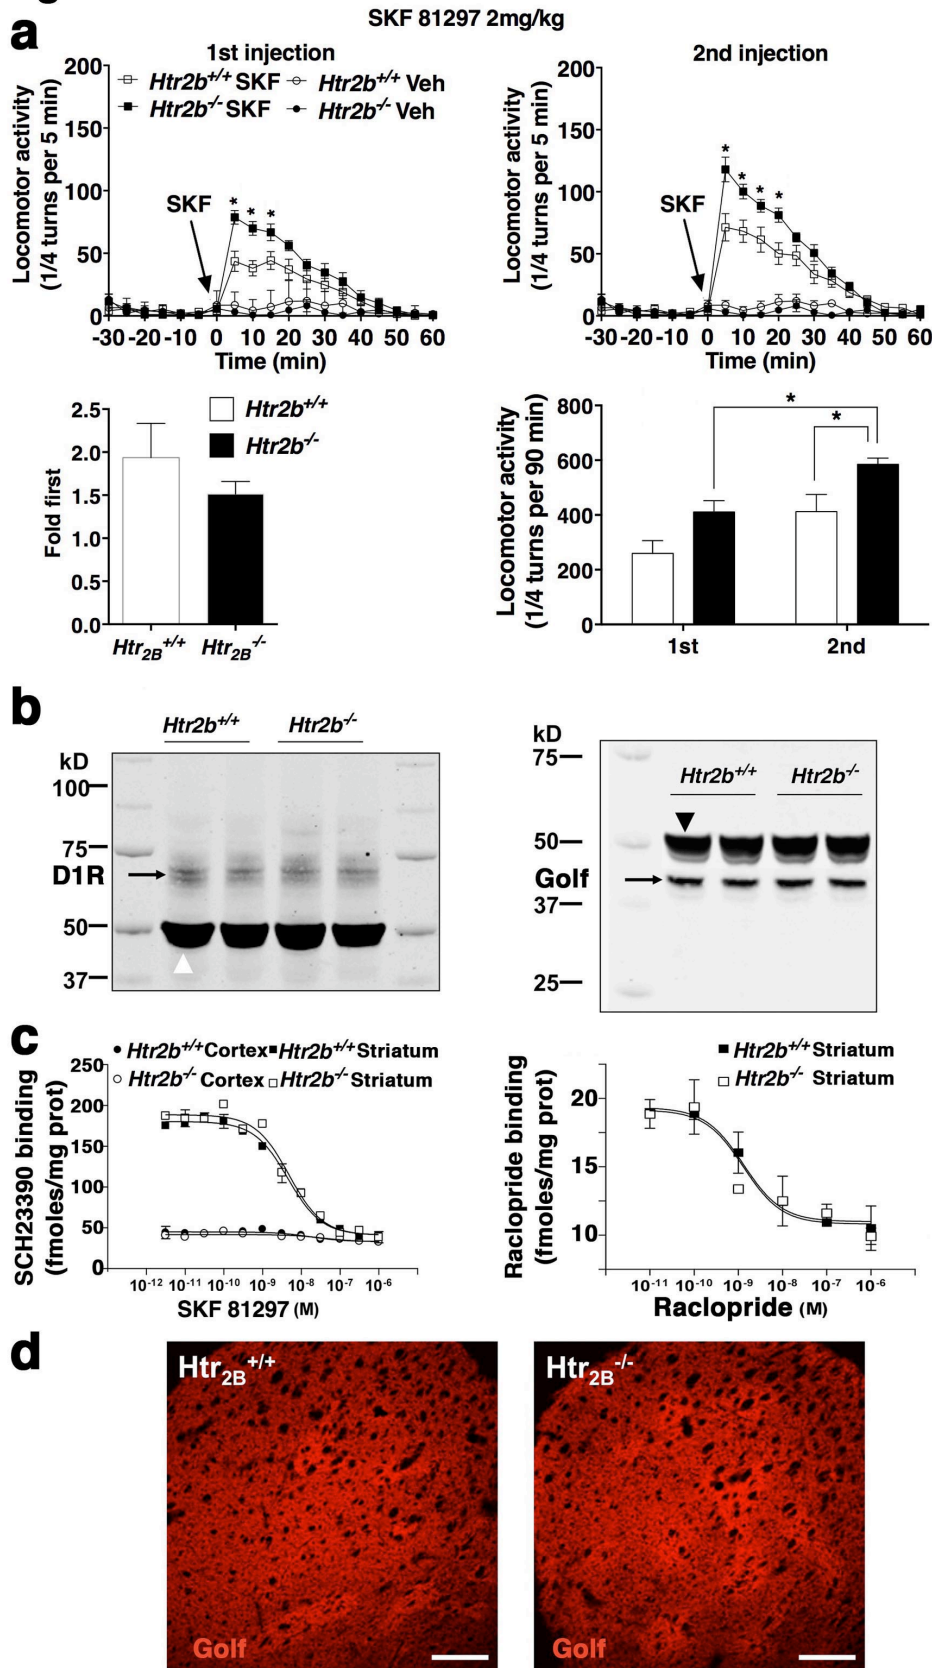 SKF 81297 2mg/kg
a
1st injection
Locomotor activity
(1/4 turns per 5 min)
200
150
100
50
0
Htr2b+/+ SKF
Htr2b+/+ Veh
Htr2b-/- SKF
Htr2b-/- Veh
SKF
* * *
-30 -20 -10 0 10 20 30 40 50 60
Time (min)
2nd injection
Locomotor activity
(1/4 turns per 5 min)
200
150
100
50
0
SKF
* * * *
-30 -20 -10 0 10 20 30 40 50 60
Time (min)
Fold first
2.5
2.0
1.5
1.0
0.5
0.0
Htr2b+/+
Htr2b-/-
Htr2B+/+ Htr2B-/-
Locomotor activity
(1/4 turns per 90 min)
800
600
400
200
0
*
*
1st 2nd
b
Htr2b+/+ Htr2b-/-
kD
100
75
D1R
50
37
kD
75
Htr2b+/+ Htr2b-/-
50
Golf
37
25
c
Htr2b+/+ Cortex Htr2b+/+ Striatum
Htr2b-/- Cortex Htr2b-/- Striatum
SCH23390 binding
(fmoles/mg prot)
250
200
150
100
50
0
10-12 10-11 10-10 10-9 10-8 10-7 10-6
SKF 81297 (M)
Htr2b+/+ Striatum
Htr2b-/- Striatum
Raclopride binding
(fmoles/mg prot)
20
15
10
10-11 10-10 10-9 10-8 10-7 10-6
Raclopride (M)
d
Htr2B+/+
Golf
Htr2B-/-
Golf